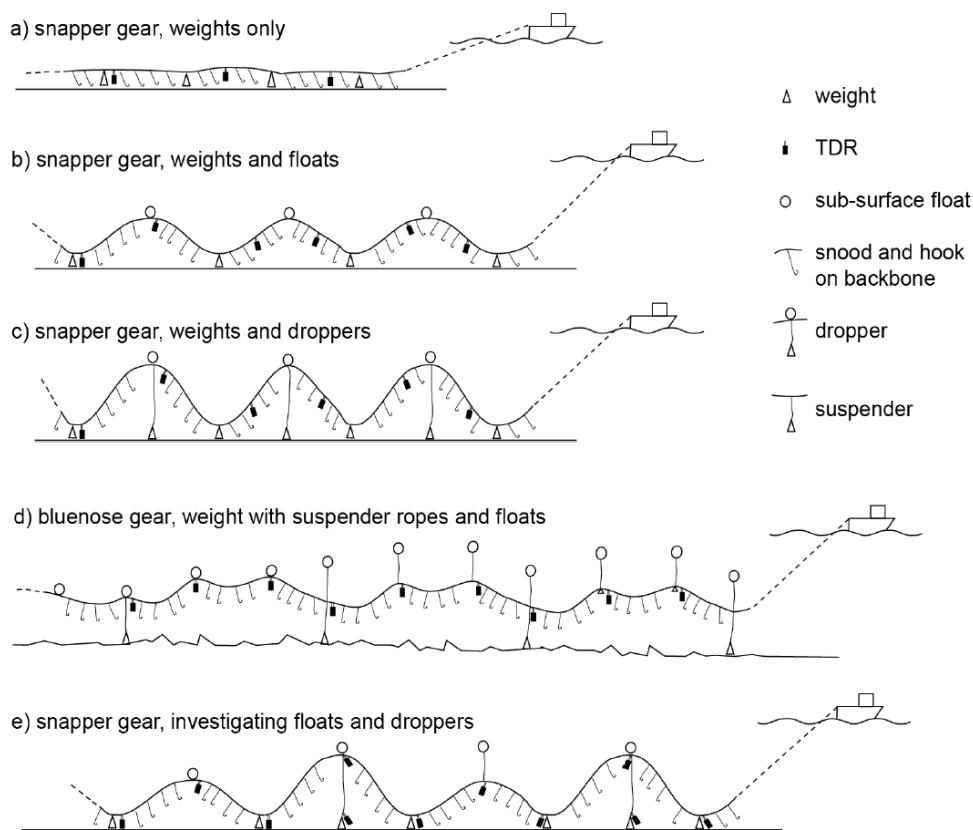 a) snapper gear, weights only
b) snapper gear, weights and floats
c) snapper gear, weights and droppers
d) bluenose gear, weight with suspender ropes and floats
e) snapper gear, investigating floats and droppers
weight
TDR
sub-surface float
snood and hook
on backbone
dropper
suspender